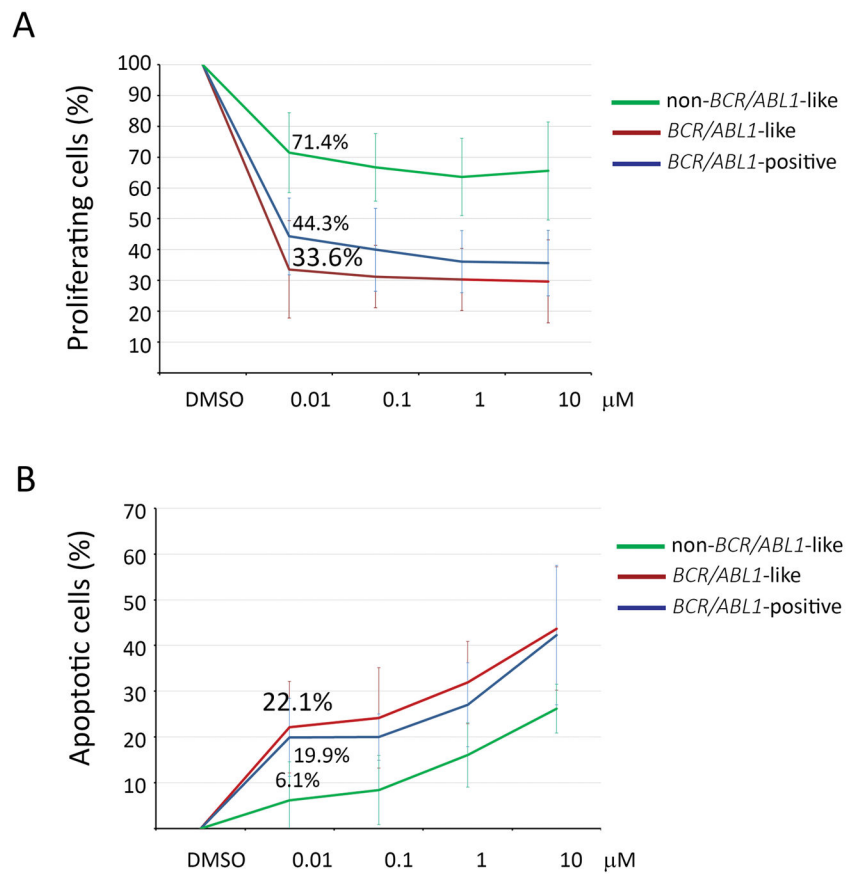 A
Proliferating cells (%)
100
90
80
70
60
50
40
30
20
10
71.4%
44.3%
33.6%
DMSO 0.01 0.1 1 10 μM
non-BCR/ABL1-like
BCR/ABL1-like
BCR/ABL1-positive
B
Apoptotic cells (%)
70
60
50
40
30
20
10
22.1%
19.9%
6.1%
DMSO 0.01 0.1 1 10 μM
non-BCR/ABL1-like
BCR/ABL1-like
BCR/ABL1-positive